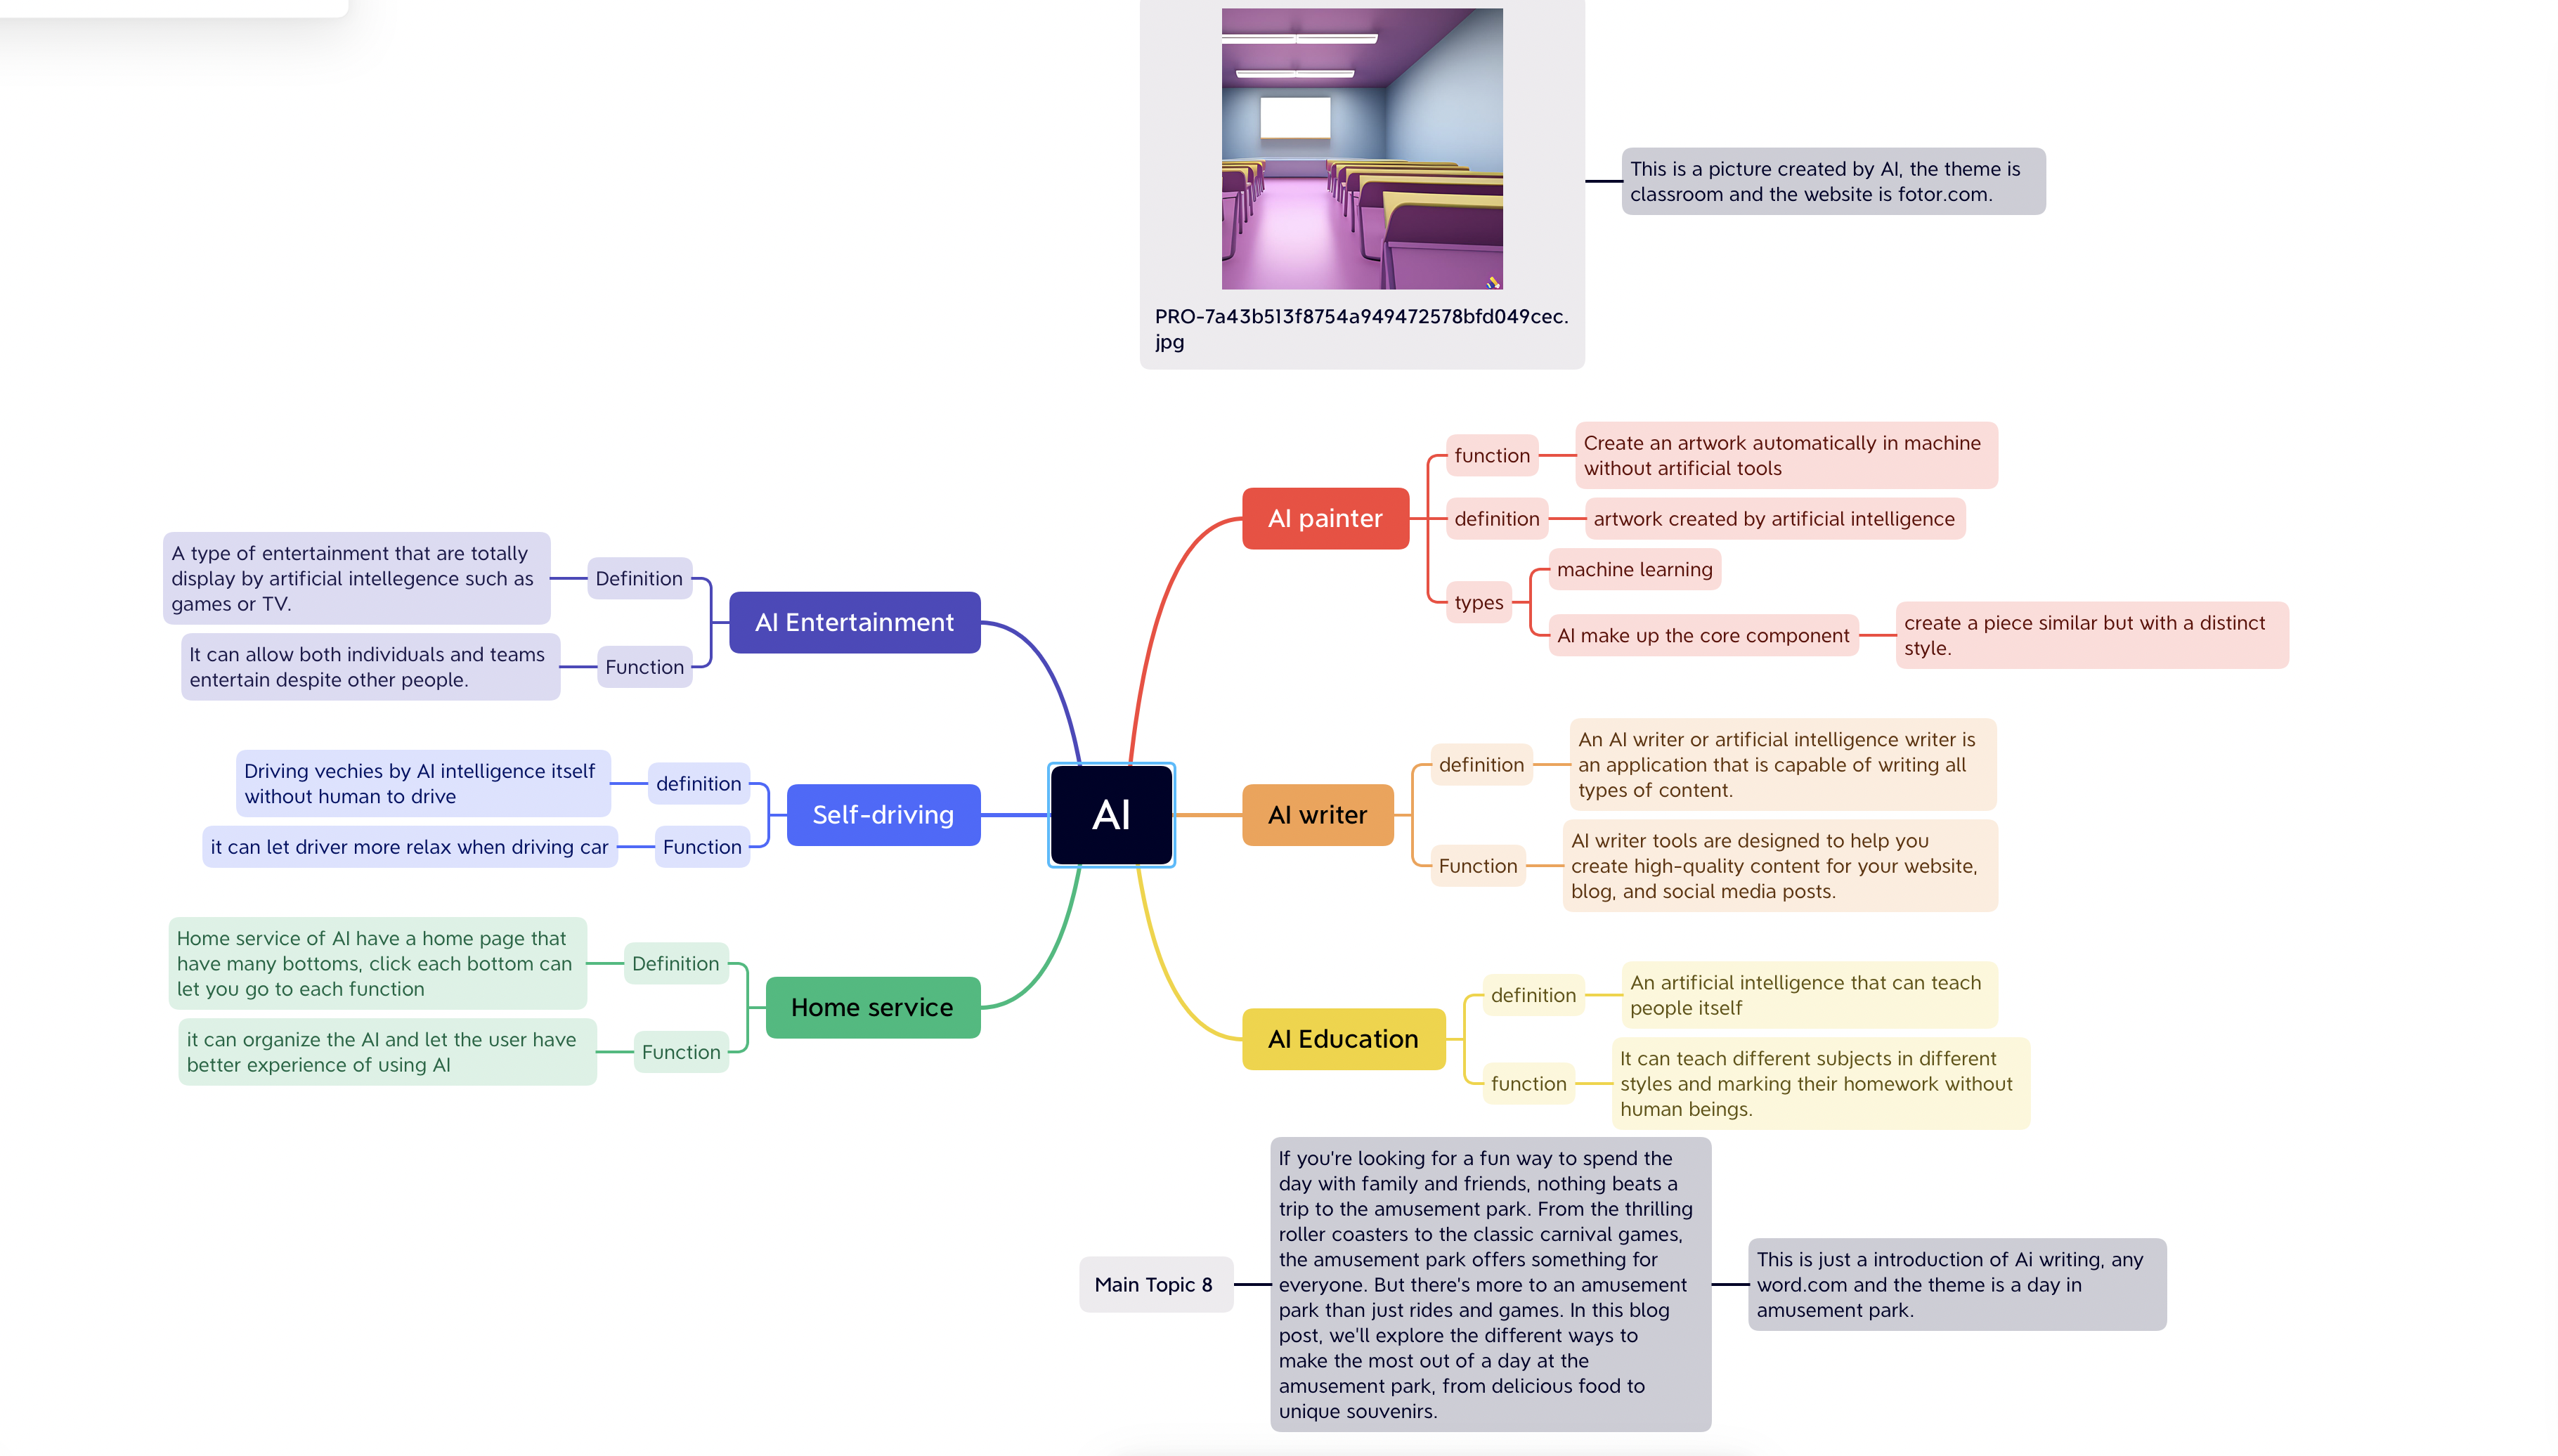 PRO-7a43b513f8754a949472578bfd049cec.
jpg
This is a picture created by AI, the theme is
classroom and the website is fotor.com.
AI
AI painter
function
Create an artwork automatically in machine
without artificial tools
definition
artwork created by artificial intelligence
types
machine learning
AI make up the core component
create a piece similar but with a distinct
style.
AI writer
definition
An AI writer or artificial intelligence writer is
an application that is capable of writing all
types of content.
Function
AI writer tools are designed to help you
create high-quality content for your website,
blog, and social media posts.
AI Education
definition
An artificial intelligence that can teach
people itself
function
It can teach different subjects in different
styles and marking their homework without
human beings.
AI Entertainment
Definition
A type of entertainment that are totally
display by artificial intellegence such as
games or TV.
Function
It can allow both individuals and teams
entertain despite other people.
Self-driving
definition
Driving vechies by AI intelligence itself
without human to drive
Function
it can let driver more relax when driving car
Home service
Definition
Home service of AI have a home page that
have many bottoms, click each bottom can
let you go to each function
Function
it can organize the AI and let the user have
better experience of using AI
Main Topic 8
If you're looking for a fun way to spend the
day with family and friends, nothing beats a
trip to the amusement park. From the thrilling
roller coasters to the classic carnival games,
the amusement park offers something for
everyone. But there's more to an amusement
park than just rides and games. In this blog
post, we'll explore the different ways to
make the most out of a day at the
amusement park, from delicious food to
unique souvenirs.
This is just a introduction of Ai writing, any
word.com and the theme is a day in
amusement park.